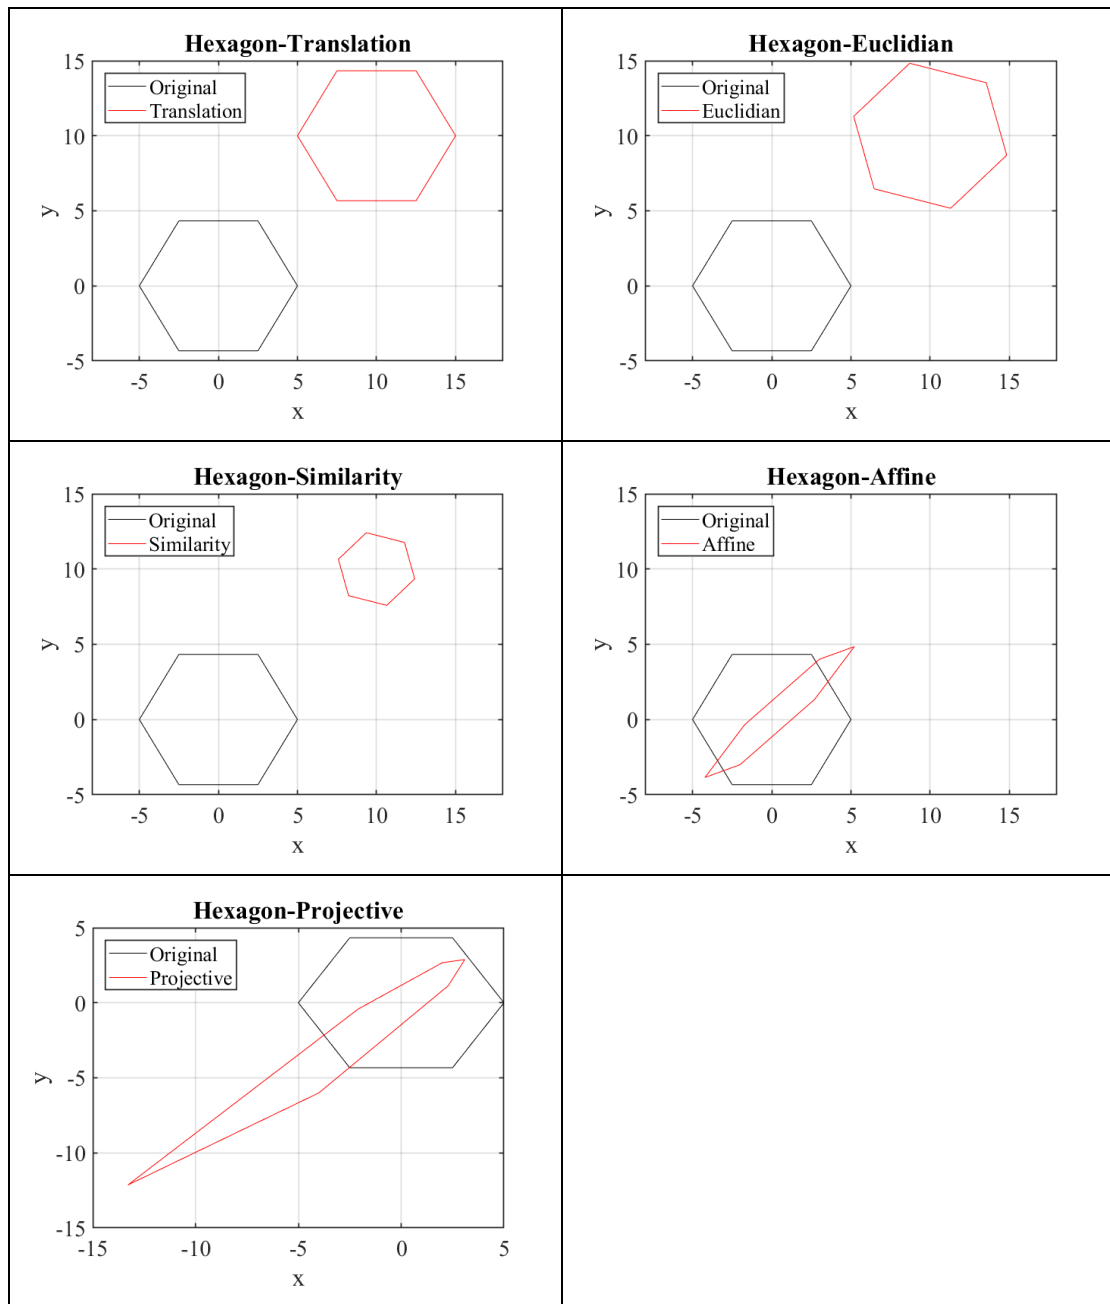 Hexagon-Translation
15
Original
Translation
10
y
5
0
-5
-5 0 5 10 15
x
Hexagon-Euclidian
15
Original
Euclidian
10
y
5
0
-5
-5 0 5 10 15
x
Hexagon-Similarity
15
Original
Similarity
10
y
5
0
-5
-5 0 5 10 15
x
Hexagon-Affine
15
Original
Affine
10
y
5
0
-5
-5 0 5 10 15
x
Hexagon-Projective
5
Original
Projective
0
y
-5
-10
-15
-15 -10 -5 0 5
x